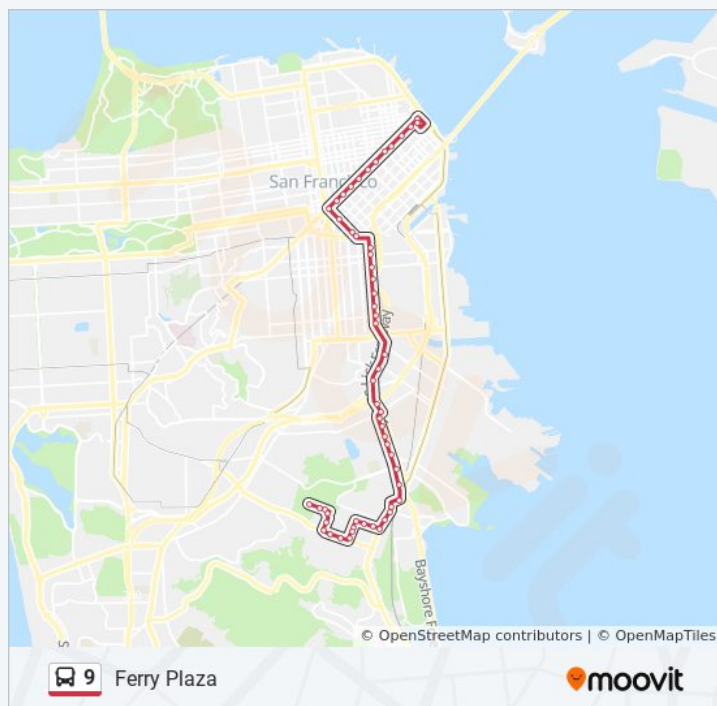 San Francisco
Bayshore F
S
© OpenStreetMap contributors | © OpenMapTiles
9 Ferry Plaza
moovit